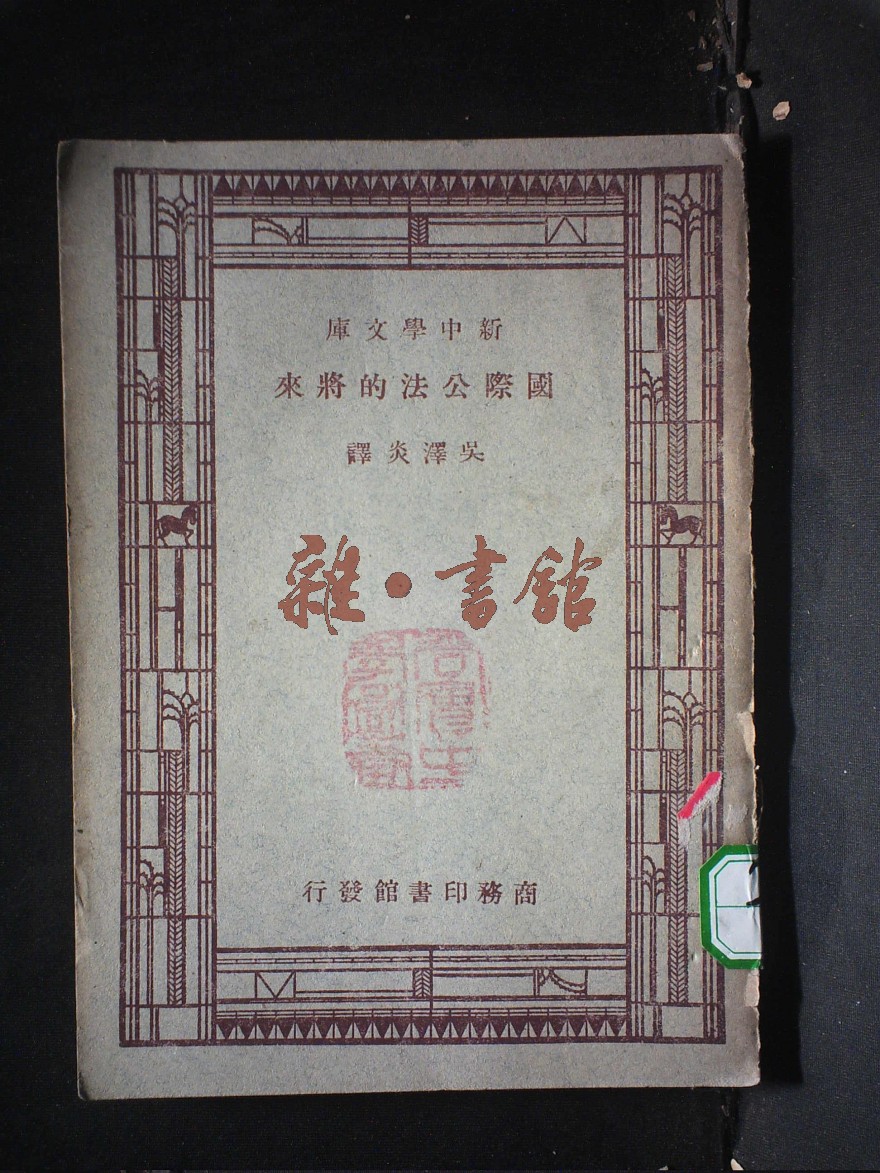 新中學文庫
國際公法的將來
吳澤炎譯
雜·書館
商務印書館發行